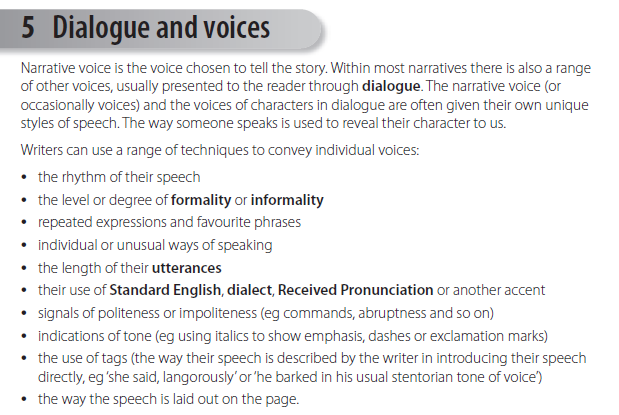 5 Dialogue and voices
Narrative voice is the voice chosen to tell the story. Within most narratives there is also a range
of other voices, usually presented to the reader through dialogue. The narrative voice (or
occasionally voices) and the voices of characters in dialogue are often given their own unique
styles of speech. The way someone speaks is used to reveal their character to us.
Writers can use a range of techniques to convey individual voices:
• the rhythm of their speech
• the level or degree of formality or informality
• repeated expressions and favourite phrases
• individual or unusual ways of speaking
• the length of their utterances
• their use of Standard English, dialect, Received Pronunciation or another accent
• signals of politeness or impoliteness (eg commands, abruptness and so on)
• indications of tone (eg using italics to show emphasis, dashes or exclamation marks)
• the use of tags (the way their speech is described by the writer in introducing their speech
directly, eg ‘she said, langorously’ or ‘he barked in his usual stentorian tone of voice’)
• the way the speech is laid out on the page.